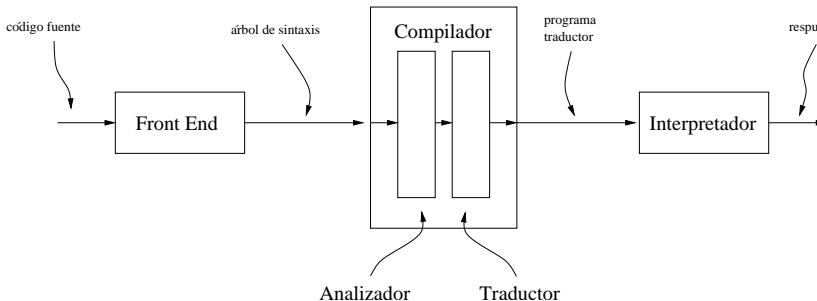 código fuente
árbol de sintaxis
Compilador
programa
traductor
Front End
Interpretador
Analizador
Traductor